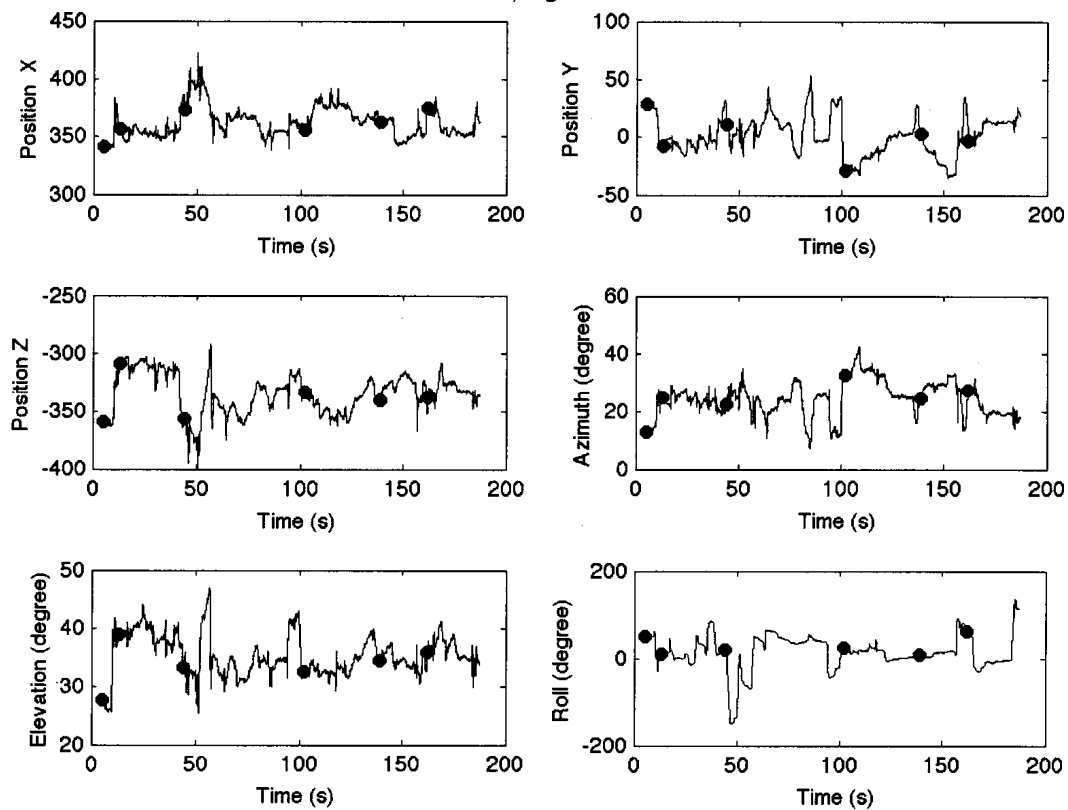 450
400
350
300
Position X
0 50 100 150 200
Time (s)
100
50
0
-50
Position Y
0 50 100 150 200
Time (s)
-250
-300
-350
-400
Position Z
0 50 100 150 200
Time (s)
60
40
20
0
Azimuth (degree)
0 50 100 150 200
Time (s)
50
40
30
20
Elevation (degree)
0 50 100 150 200
Time (s)
200
0
-200
Roll (degree)
0 50 100 150 200
Time (s)